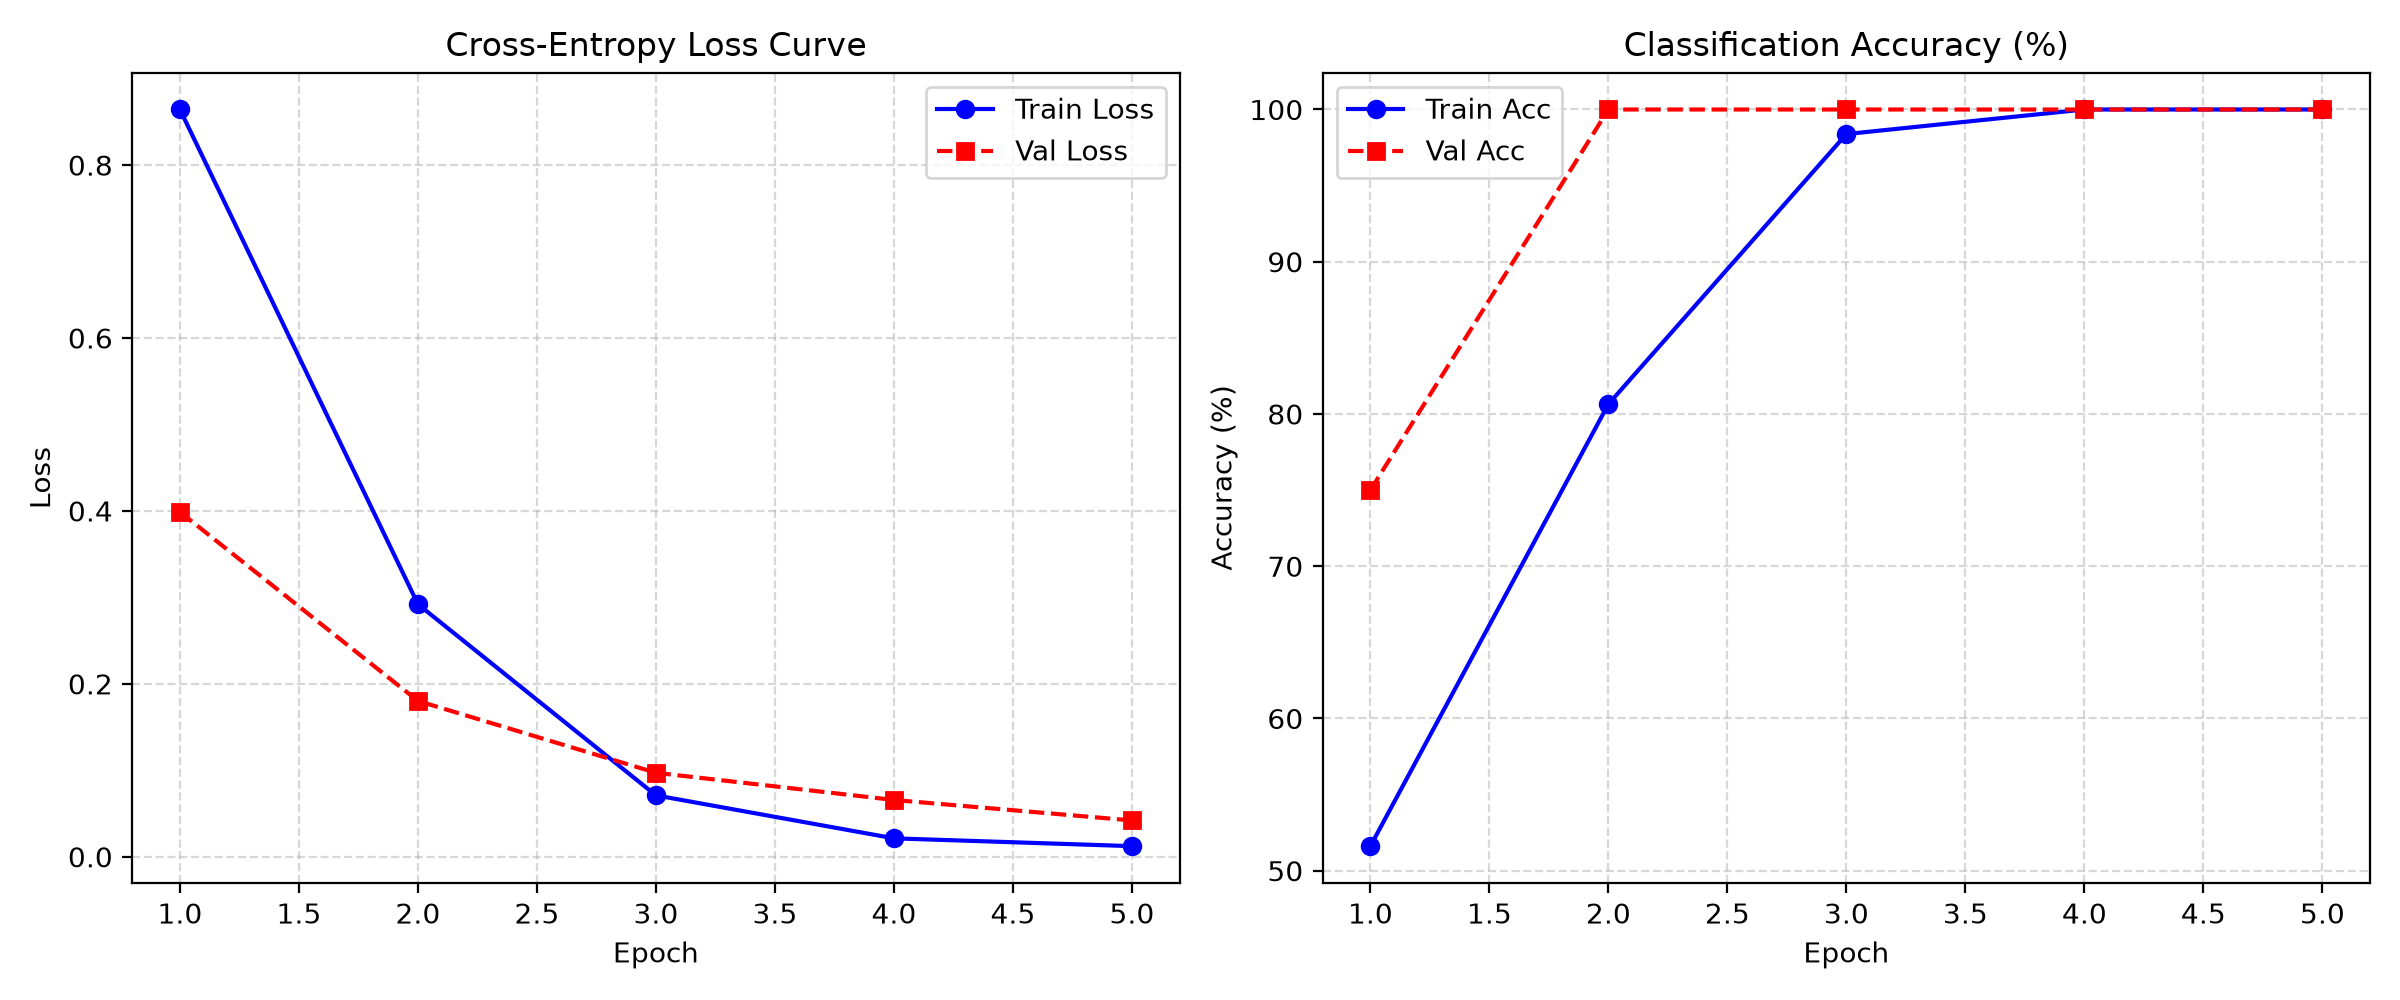 Cross-Entropy Loss Curve
Train Loss
Val Loss
0.8
0.6
0.4
0.2
0.0
Loss
1.0 1.5 2.0 2.5 3.0 3.5 4.0 4.5 5.0
Epoch
Classification Accuracy (%)
Train Acc
Val Acc
100
90
80
70
60
50
Accuracy (%)
1.0 1.5 2.0 2.5 3.0 3.5 4.0 4.5 5.0
Epoch